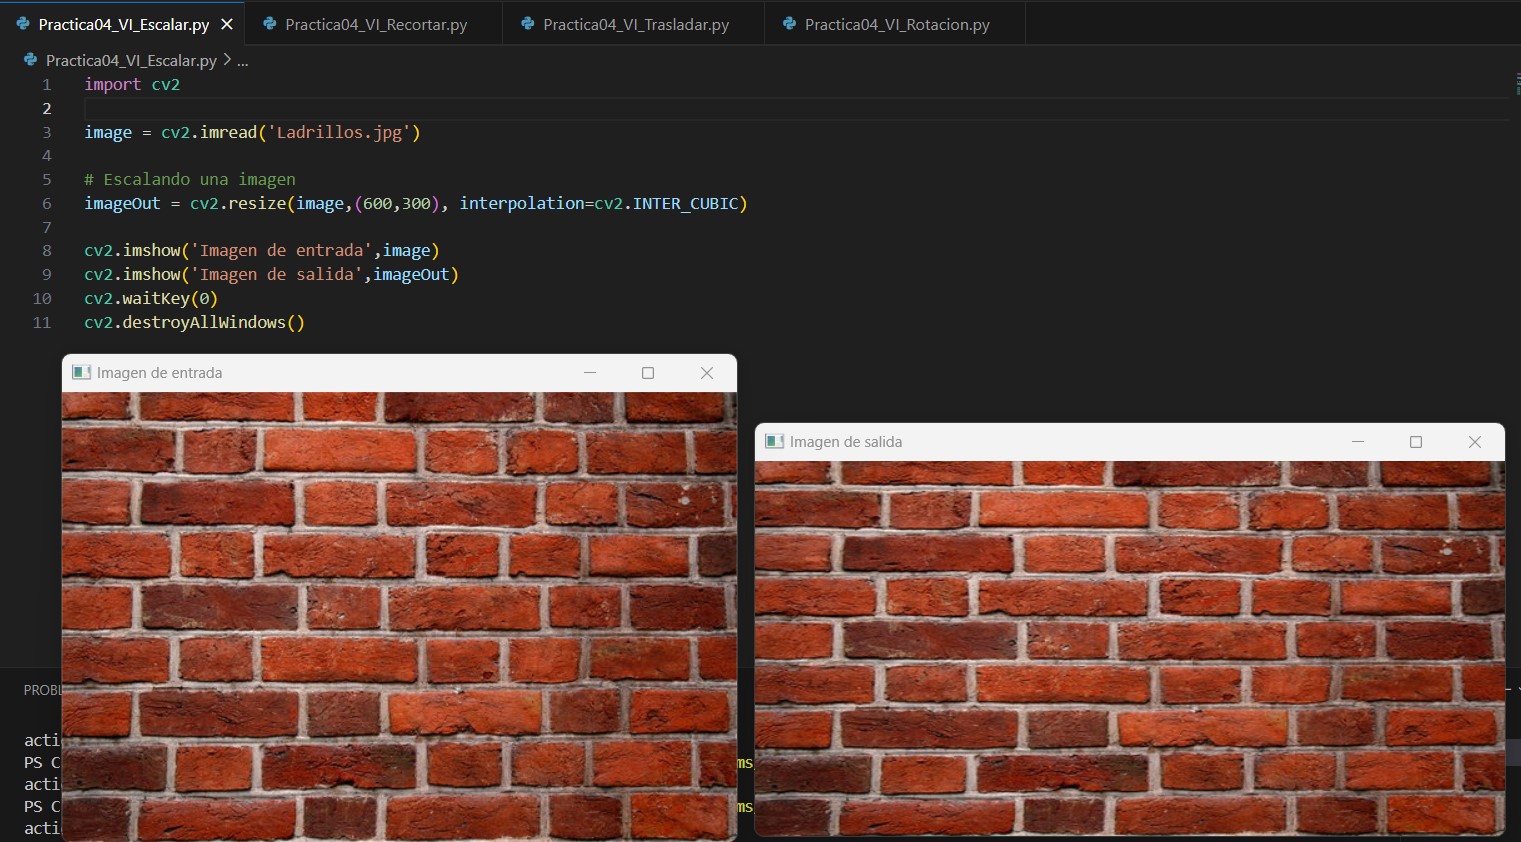 Practica04_VI_Escalar.py Practica04_VI_Recortar.py Practica04_VI_Trasladar.py Practica04_VI_Rotacion.py
Practica04_VI_Escalar.py > ...
1 import cv2
2
3 image = cv2.imread('Ladrillos.jpg')
4
5 # Escalando una imagen
6 imageOut = cv2.resize(image,(600,300), interpolation=cv2.INTER_CUBIC)
7
8 cv2.imshow('Imagen de entrada',image)
9 cv2.imshow('Imagen de salida',imageOut)
10 cv2.waitKey(0)
11 cv2.destroyAllWindows()
Imagen de entrada
Imagen de salida
PROBL
acti
PS C ms
acti
PS C ms
acti